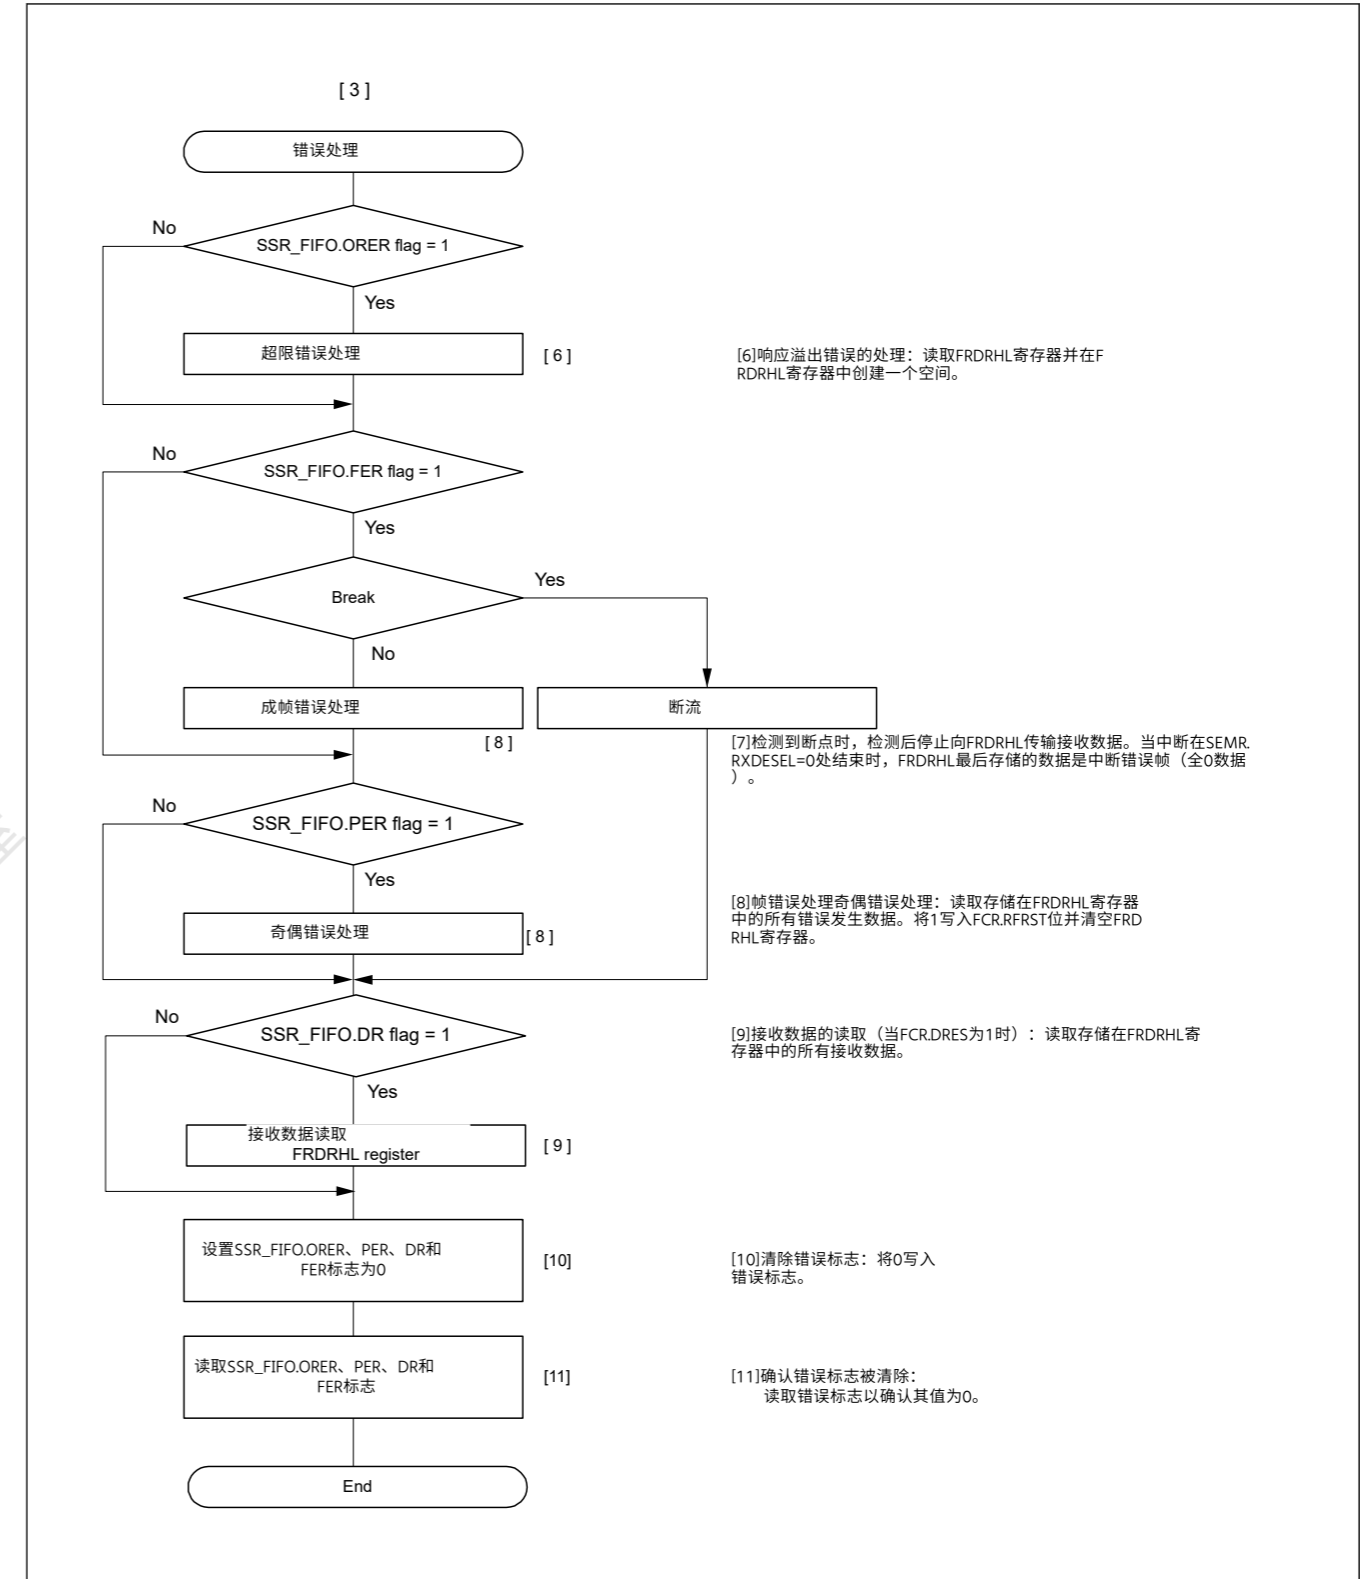 [ 3 ]
错误处理
No
SSR_FIFO.ORER flag = 1
Yes
超限错误处理
[ 6 ]
[6]响应溢出错误的处理：读取FRDRHL寄存器并在F
RDRHL寄存器中创建一个空间。
No
SSR_FIFO.FER flag = 1
Yes
Break
Yes
No
成帧错误处理
断流
[ 8 ]
[7]检测到断点时，检测后停止向FRDRHL传输接收数据。当中断在SEMR.
RXDESEL=0处结束时，FRDRHL最后存储的数据是中断错误帧（全0数据
）。
No
SSR_FIFO.PER flag = 1
Yes
奇偶错误处理
[ 8 ]
[8]帧错误处理奇偶错误处理：读取存储在FRDRHL寄存器
中的所有错误发生数据。将1写入FCR.RFRST位并清空FRD
RHL寄存器。
No
SSR_FIFO.DR flag = 1
Yes
[9]接收数据的读取（当FCR.DRES为1时）：读取存储在FRDRHL寄
存器中的所有接收数据。
接收数据读取
FRDRHL register
[ 9 ]
设置SSR_FIFO.ORER、PER、DR和
FER标志为0
[10]
[10]清除错误标志：将0写入
错误标志。
读取SSR_FIFO.ORER、PER、DR和
FER标志
[11]
[11]确认错误标志被清除：
读取错误标志以确认其值为0。
End